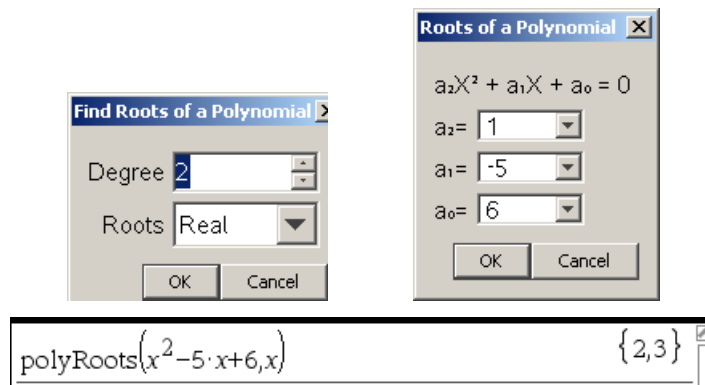 Find Roots of a Polynomial
Degree 2
Roots Real
OK Cancel
Roots of a Polynomial
a₂X² + a₁X + a₀ = 0
a₂= 1
a₁= -5
a₀= 6
OK Cancel
polyRoots(x²-5·x+6,x) {2,3}